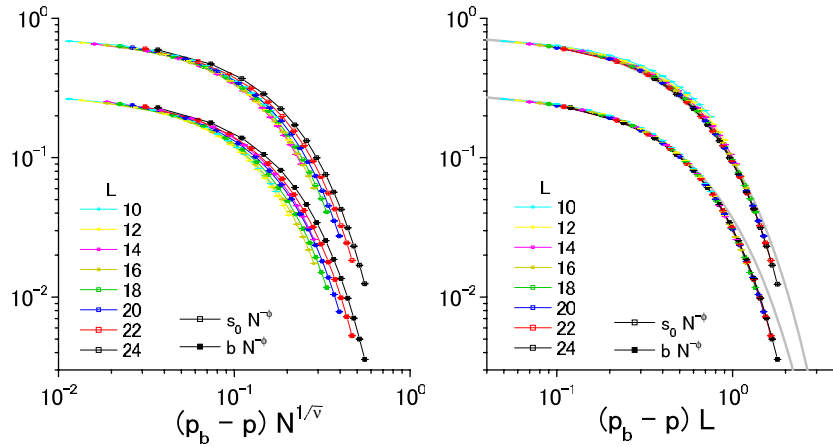 10⁰
10⁻¹
10⁻²
L
10
12
14
16
18
20
22
24
s₀ N⁻ᶲ
b N⁻ᶲ
10⁻² 10⁻¹ 10⁰
(p_b − p) N^{1/ν̄}
10⁰
10⁻¹
10⁻²
L
10
12
14
16
18
20
22
24
s₀ N⁻ᶲ
b N⁻ᶲ
10⁻¹ 10⁰
(p_b − p) L